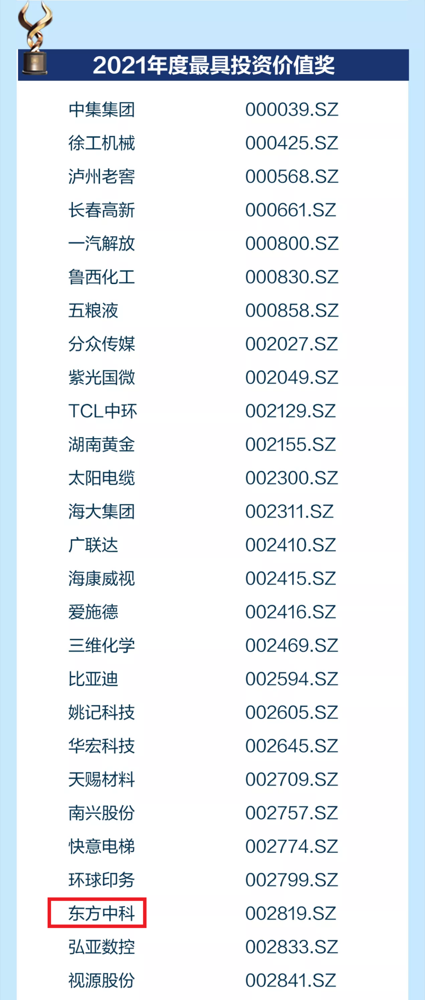 2021年度最具投资价值奖
中集集团 000039.SZ
徐工机械 000425.SZ
泸州老窖 000568.SZ
长春高新 000661.SZ
一汽解放 000800.SZ
鲁西化工 000830.SZ
五粮液 000858.SZ
分众传媒 002027.SZ
紫光国微 002049.SZ
TCL中环 002129.SZ
湖南黄金 002155.SZ
太阳电缆 002300.SZ
海大集团 002311.SZ
广联达 002410.SZ
海康威视 002415.SZ
爱施德 002416.SZ
三维化学 002469.SZ
比亚迪 002594.SZ
姚记科技 002605.SZ
华宏科技 002645.SZ
天赐材料 002709.SZ
南兴股份 002757.SZ
快意电梯 002774.SZ
环球印务 002799.SZ
东方中科 002819.SZ
弘亚数控 002833.SZ
视源股份 002841.SZ